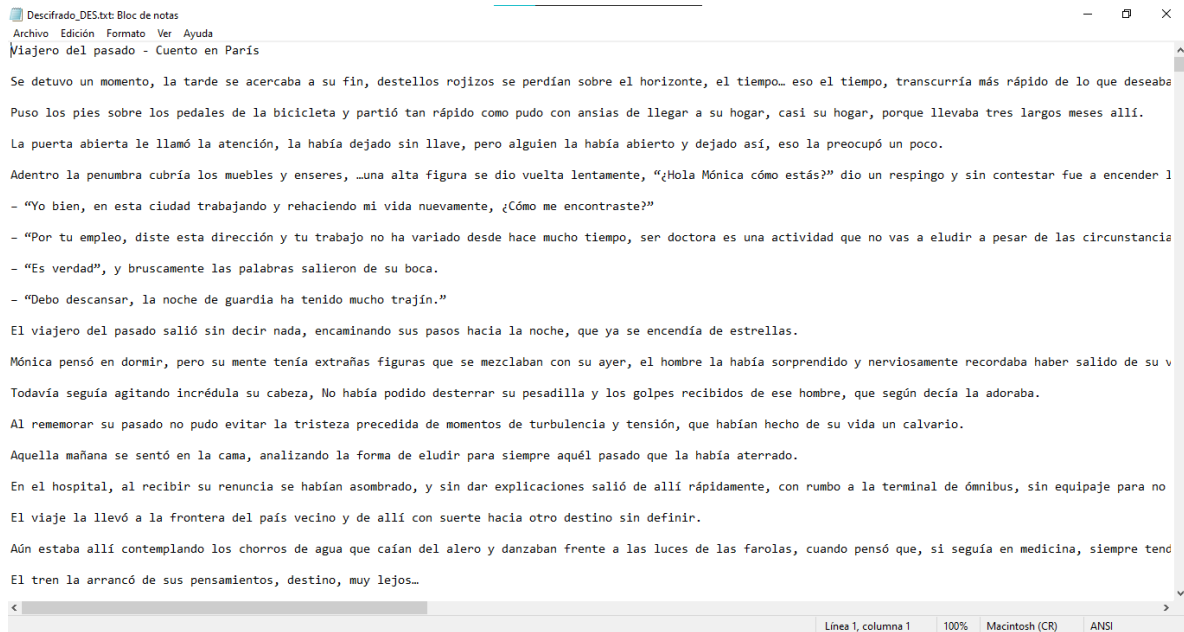 Descifrado_DES.txt: Bloc de notas
Archivo Edición Formato Ver Ayuda
Viajero del pasado - Cuento en París
Se detuvo un momento, la tarde se acercaba a su fin, destellos rojizos se perdían sobre el horizonte, el tiempo… eso el tiempo, transcurría más rápido de lo que deseaba
Puso los pies sobre los pedales de la bicicleta y partió tan rápido como pudo con ansias de llegar a su hogar, casi su hogar, porque llevaba tres largos meses allí.
La puerta abierta le llamó la atención, la había dejado sin llave, pero alguien la había abierto y dejado así, eso la preocupó un poco.
Adentro la penumbra cubría los muebles y enseres, …una alta figura se dio vuelta lentamente, “¿Hola Mónica cómo estás?” dio un respingo y sin contestar fue a encender l
– “Yo bien, en esta ciudad trabajando y rehaciendo mi vida nuevamente, ¿Cómo me encontraste?”
– “Por tu empleo, diste esta dirección y tu trabajo no ha variado desde hace mucho tiempo, ser doctora es una actividad que no vas a eludir a pesar de las circunstancia
– “Es verdad”, y bruscamente las palabras salieron de su boca.
– “Debo descansar, la noche de guardia ha tenido mucho trajín.”
El viajero del pasado salió sin decir nada, encaminando sus pasos hacia la noche, que ya se encendía de estrellas.
Mónica pensó en dormir, pero su mente tenía extrañas figuras que se mezclaban con su ayer, el hombre la había sorprendido y nerviosamente recordaba haber salido de su v
Todavía seguía agitando incrédula su cabeza, No había podido desterrar su pesadilla y los golpes recibidos de ese hombre, que según decía la adoraba.
Al rememorar su pasado no pudo evitar la tristeza precedida de momentos de turbulencia y tensión, que habían hecho de su vida un calvario.
Aquella mañana se sentó en la cama, analizando la forma de eludir para siempre aquél pasado que la había aterrado.
En el hospital, al recibir su renuncia se habían asombrado, y sin dar explicaciones salió de allí rápidamente, con rumbo a la terminal de ómnibus, sin equipaje para no
El viaje la llevó a la frontera del país vecino y de allí con suerte hacia otro destino sin definir.
Aún estaba allí contemplando los chorros de agua que caían del alero y danzaban frente a las luces de las farolas, cuando pensó que, si seguía en medicina, siempre tend
El tren la arrancó de sus pensamientos, destino, muy lejos…
Línea 1, columna 1 100% Macintosh (CR) ANSI